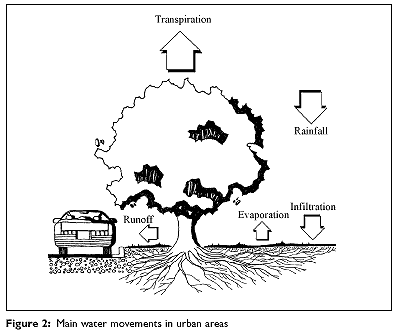 Transpiration
Rainfall
Runoff
Evaporation
Infiltration
Figure 2: Main water movements in urban areas